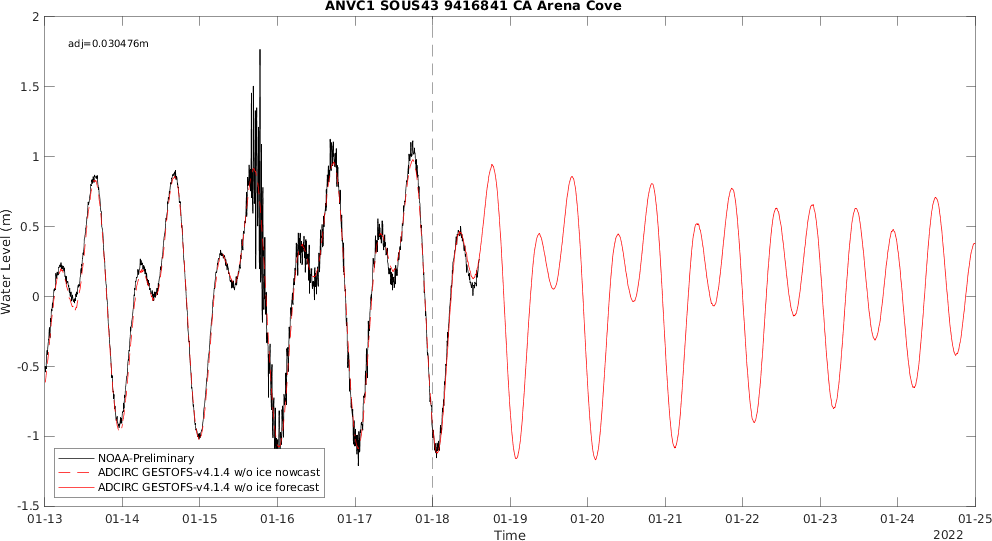 ANVC1 SOUS43 9416841 CA Arena Cove
adj=0.030476m
Water Level (m)
2
1.5
1
0.5
0
-0.5
-1
-1.5
NOAA-Preliminary
ADCIRC GESTOFS-v4.1.4 w/o ice nowcast
ADCIRC GESTOFS-v4.1.4 w/o ice forecast
01-13 01-14 01-15 01-16 01-17 01-18 01-19 01-20 01-21 01-22 01-23 01-24 01-25
Time
2022